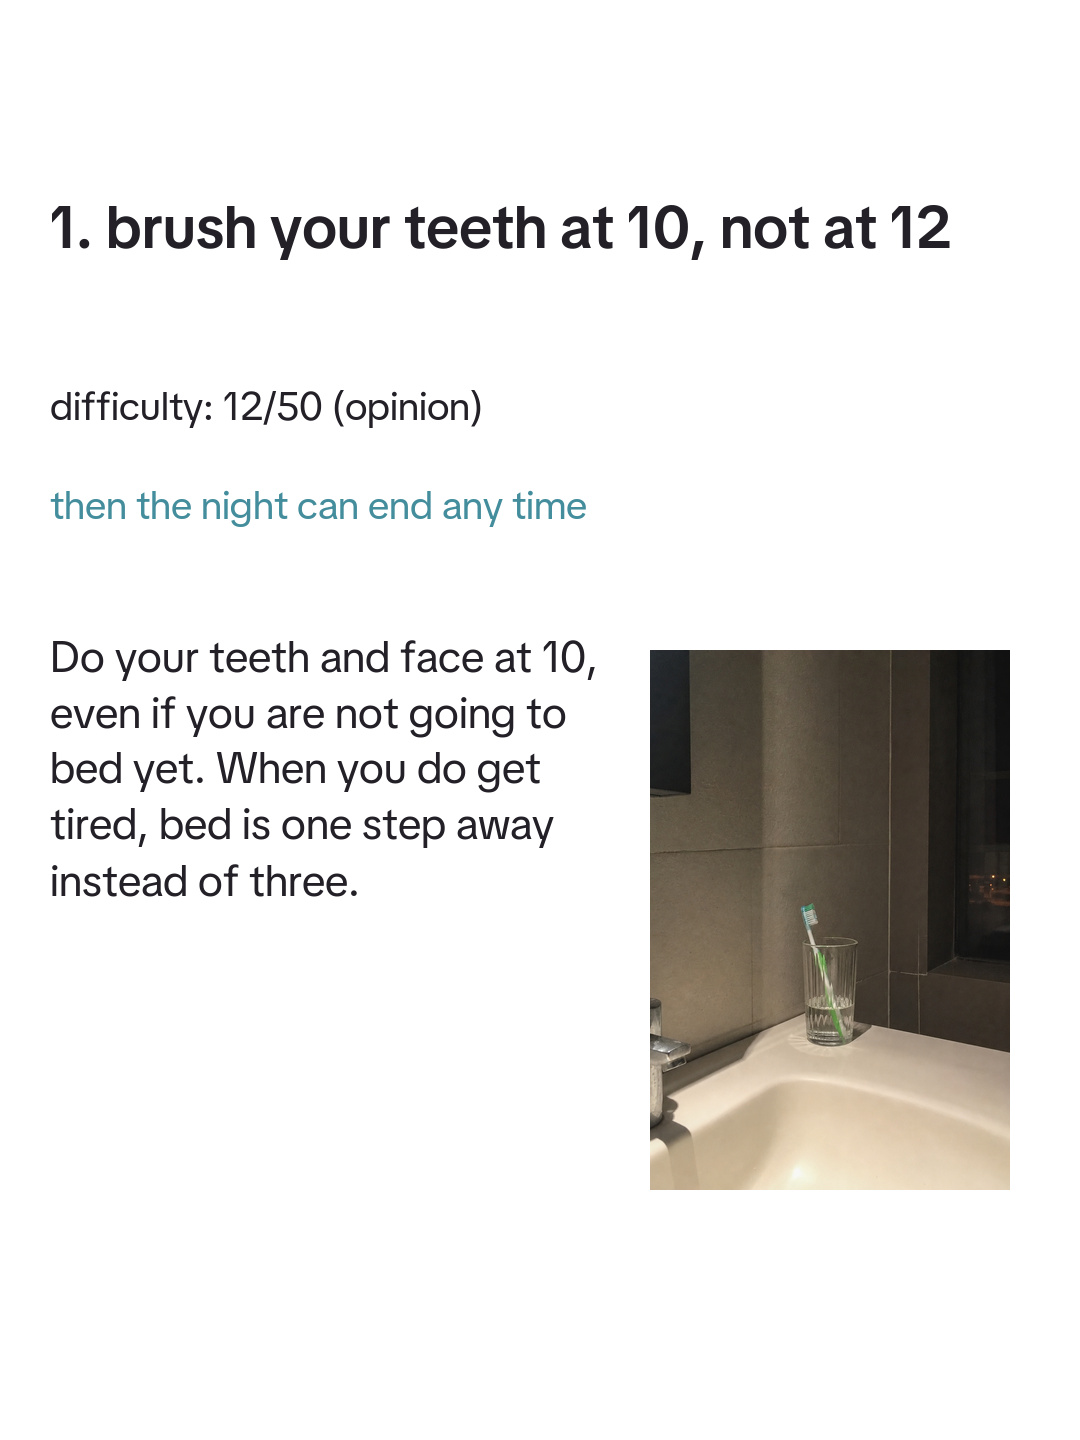 1. brush your teeth at 10, not at 12
difficulty: 12/50 (opinion)
then the night can end any time
Do your teeth and face at 10,
even if you are not going to
bed yet. When you do get
tired, bed is one step away
instead of three.